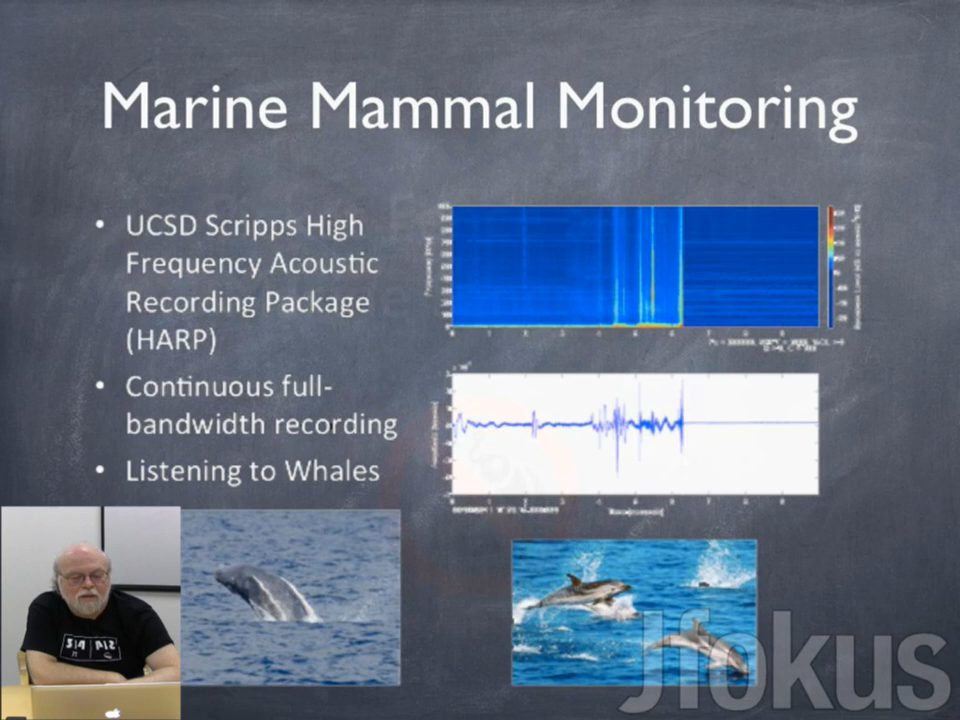 Marine Mammal Monitoring
• UCSD Scripps High
Frequency Acoustic
Recording Package
(HARP)
• Continuous full-
bandwidth recording
• Listening to Whales
Jfokus